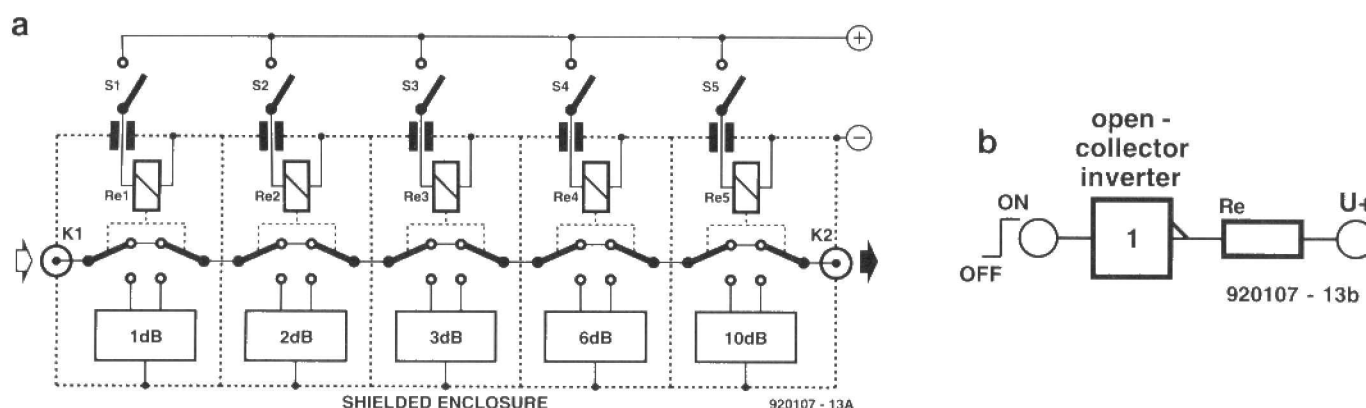 a
+
S1 S2 S3 S4 S5
−
Re1 Re2 Re3 Re4 Re5
K1 K2
1dB 2dB 3dB 6dB 10dB
SHIELDED ENCLOSURE
920107 - 13A
b
open -
collector
inverter
ON
OFF
1
Re
U+
920107 - 13b